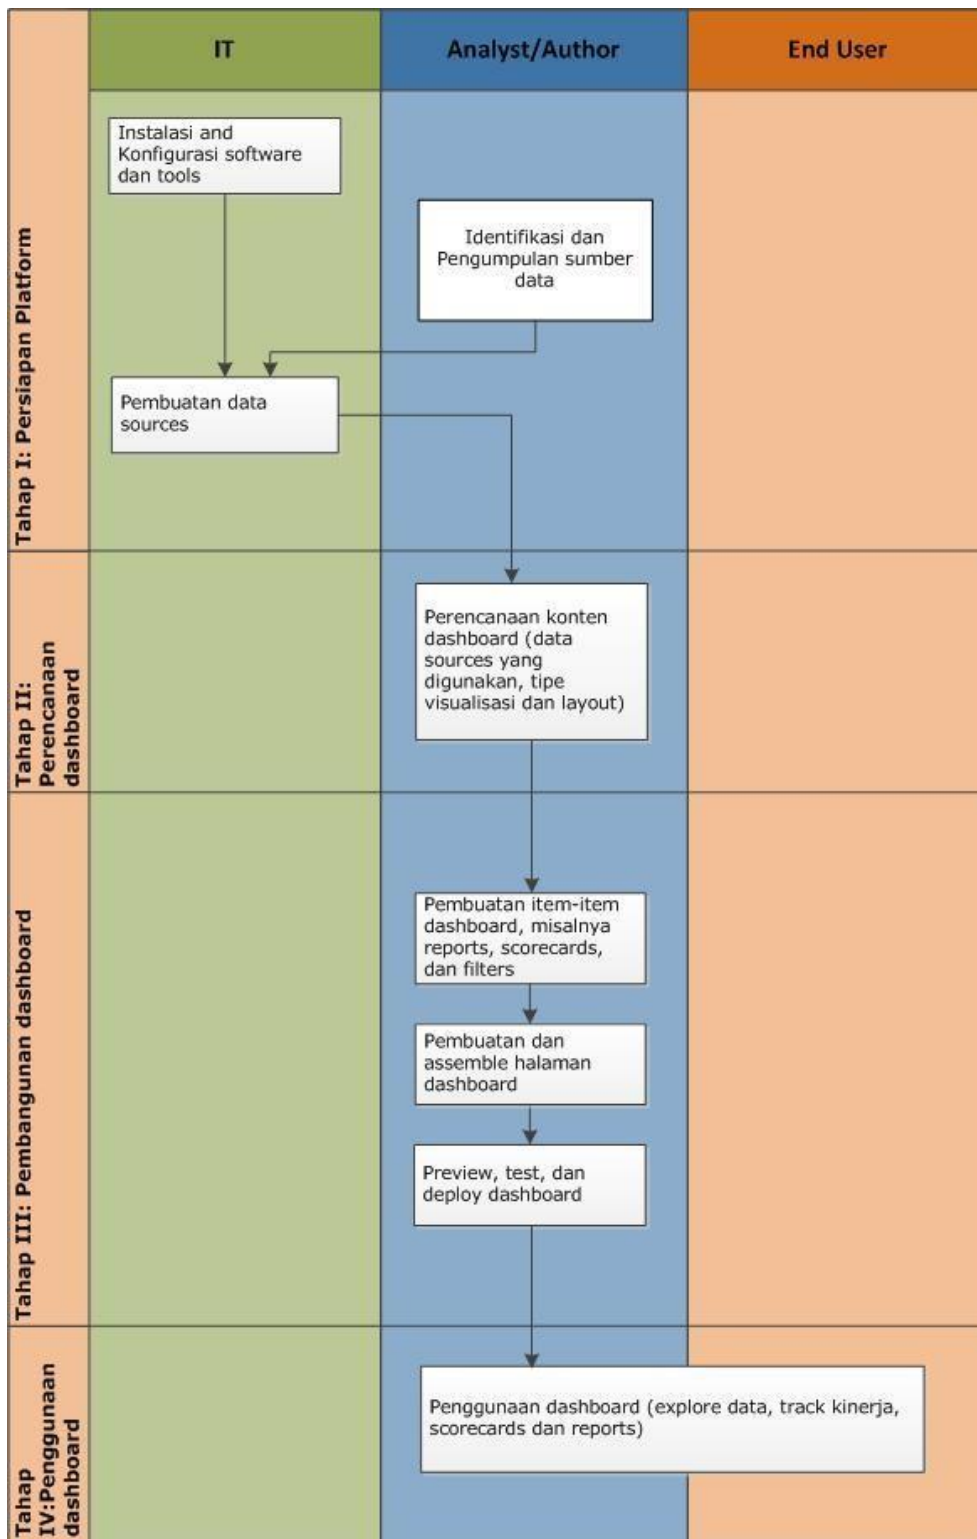 IT
Analyst/Author
End User
Tahap I: Persiapan Platform
Instalasi and
Konfigurasi software
dan tools
Identifikasi dan
Pengumpulan sumber
data
Pembuatan data
sources
Tahap II:
Perencanaan
dashboard
Perencanaan konten
dashboard (data
sources yang
digunakan, tipe
visualisasi dan layout)
Tahap III: Pembangunan dashboard
Pembuatan item-item
dashboard, misalnya
reports, scorecards,
dan filters
Pembuatan dan
assemble halaman
dashboard
Preview, test, dan
deploy dashboard
Tahap
IV:Penggunaan
dashboard
Penggunaan dashboard (explore data, track kinerja,
scorecards dan reports)